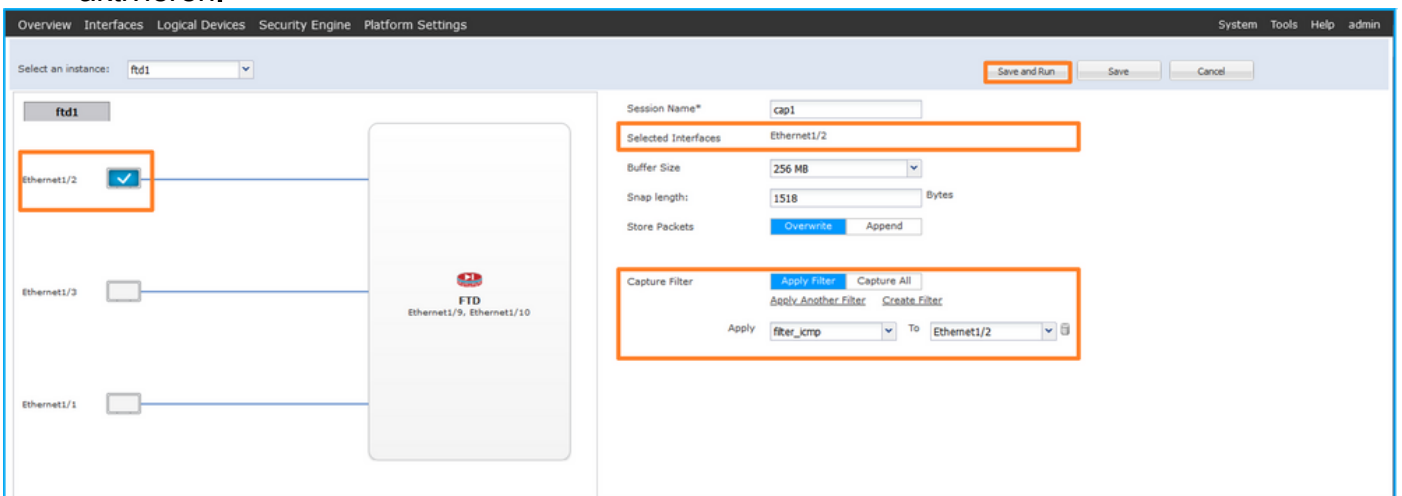 aktivieren.
Overview Interfaces Logical Devices Security Engine Platform Settings System Tools Help admin
Select an instance: ftd1 Save and Run Save Cancel
ftd1
Session Name* cap1
Selected Interfaces Ethernet1/2
Ethernet1/2
Buffer Size 256 MB
Snap length: 1518 Bytes
Store Packets Overwrite Append
Capture Filter Apply Filter Capture All
Apply Another Filter Create Filter
Apply filter_icmp To Ethernet1/2
Ethernet1/3
FTD
Ethernet1/9, Ethernet1/10
Ethernet1/1